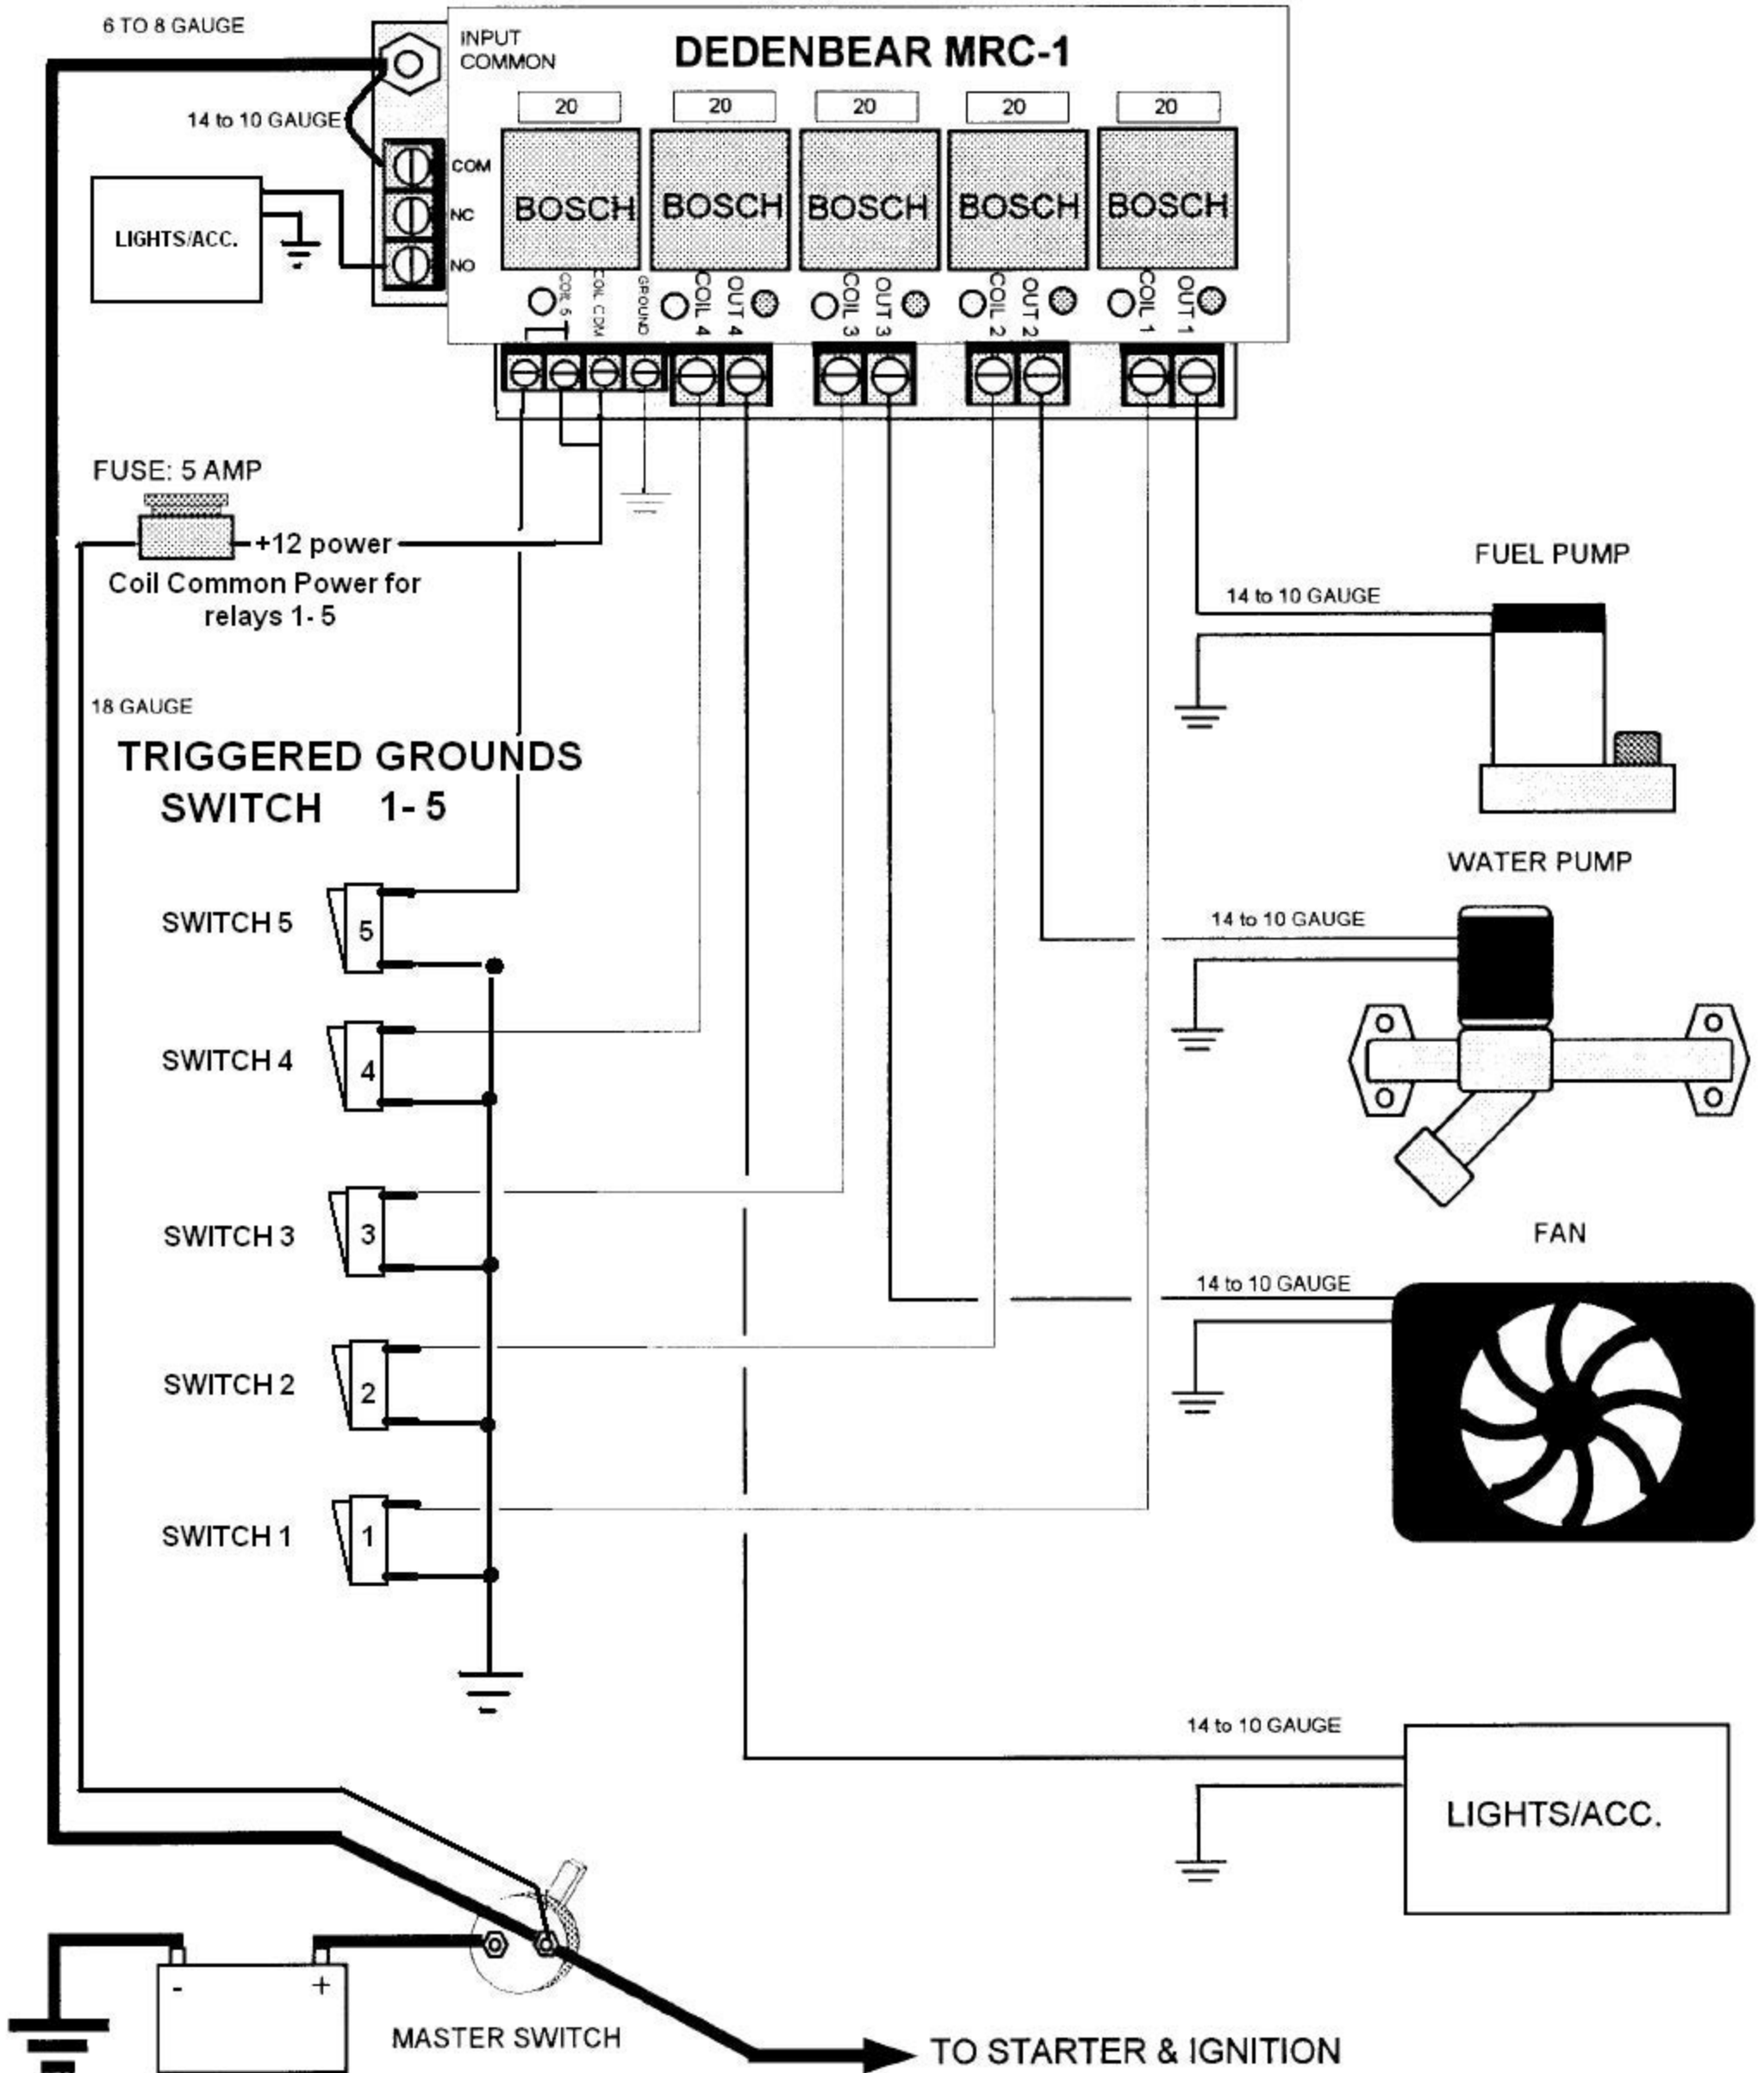 6 TO 8 GAUGE
INPUT
COMMON
DEDENBEAR MRC-1
20
20
20
20
20
14 to 10 GAUGE
COM
NC
NO
LIGHTS/ACC.
BOSCH
BOSCH
BOSCH
BOSCH
BOSCH
COIL 5
COIL COM
GROUND
COIL 4
OUT 4
COIL 3
OUT 3
COIL 2
OUT 2
COIL 1
OUT 1
FUSE: 5 AMP
+12 power
Coil Common Power for
relays 1- 5
FUEL PUMP
14 to 10 GAUGE
18 GAUGE
TRIGGERED GROUNDS
SWITCH 1- 5
WATER PUMP
14 to 10 GAUGE
SWITCH 5
5
SWITCH 4
4
SWITCH 3
3
FAN
14 to 10 GAUGE
SWITCH 2
2
SWITCH 1
1
14 to 10 GAUGE
LIGHTS/ACC.
-
+
MASTER SWITCH
TO STARTER & IGNITION